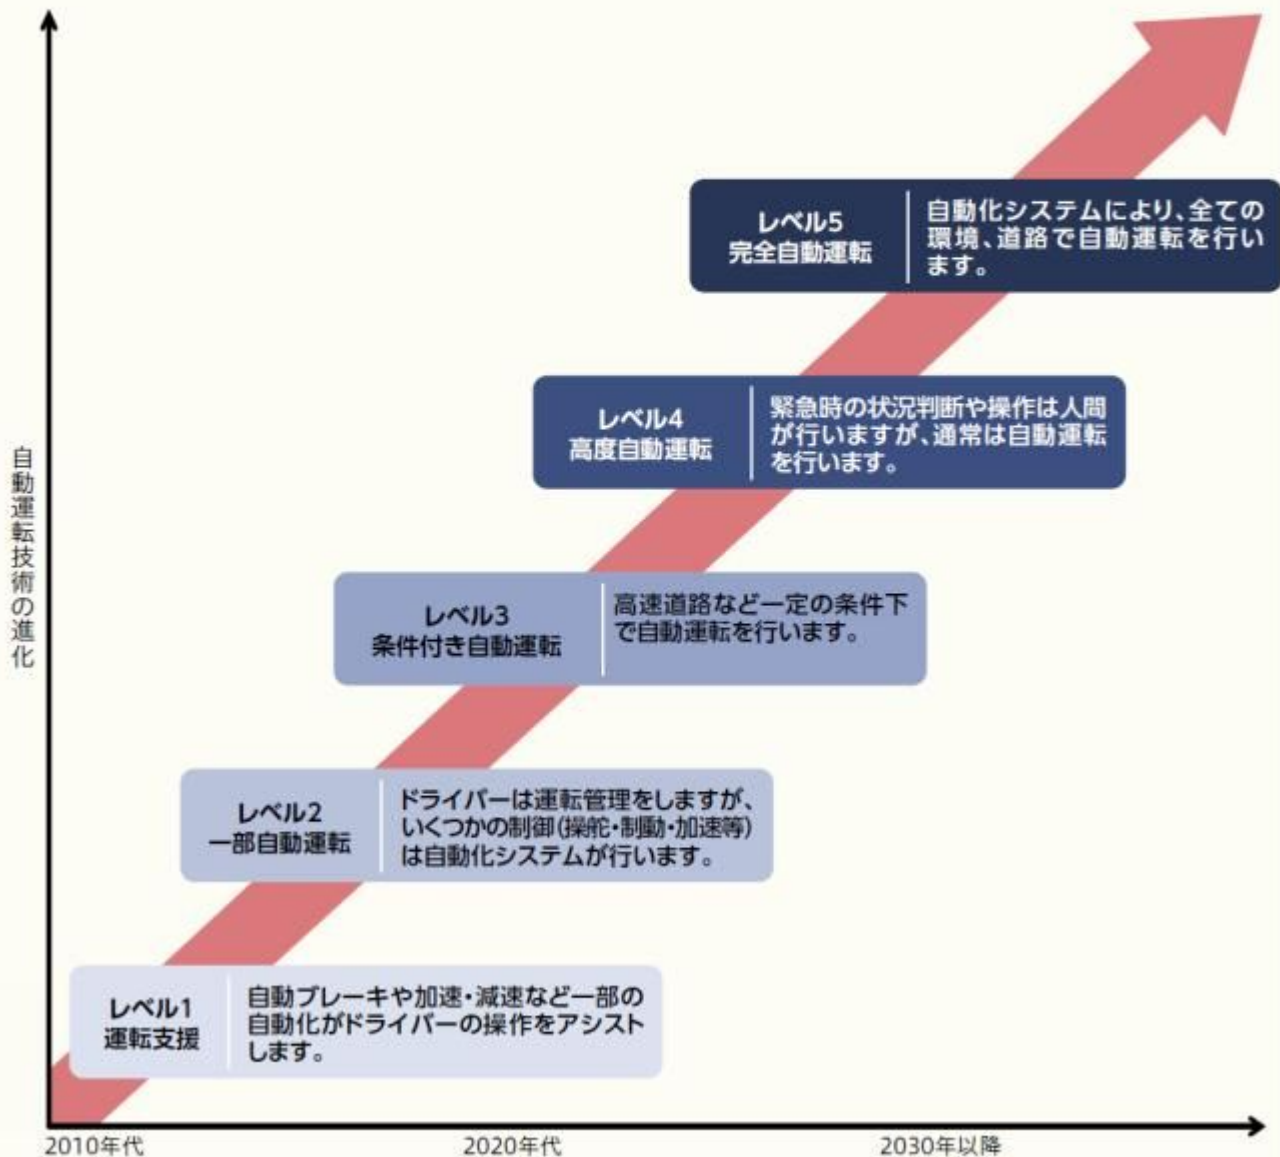 レベル5
完全自動運転
自動化システムにより、全ての
環境、道路で自動運転を行い
ます。
レベル4
高度自動運転
緊急時の状況判断や操作は人間
が行いますが、通常は自動運転
を行います。
レベル3
条件付き自動運転
高速道路など一定の条件下
で自動運転を行います。
レベル2
一部自動運転
ドライバーは運転管理をしますが、
いくつかの制御(操舵・制動・加速等)
は自動化システムが行います。
レベル1
運転支援
自動ブレーキや加速・減速など一部の
自動化がドライバーの操作をアシスト
します。
自動運転技術の進化
2010年代
2020年代
2030年以降